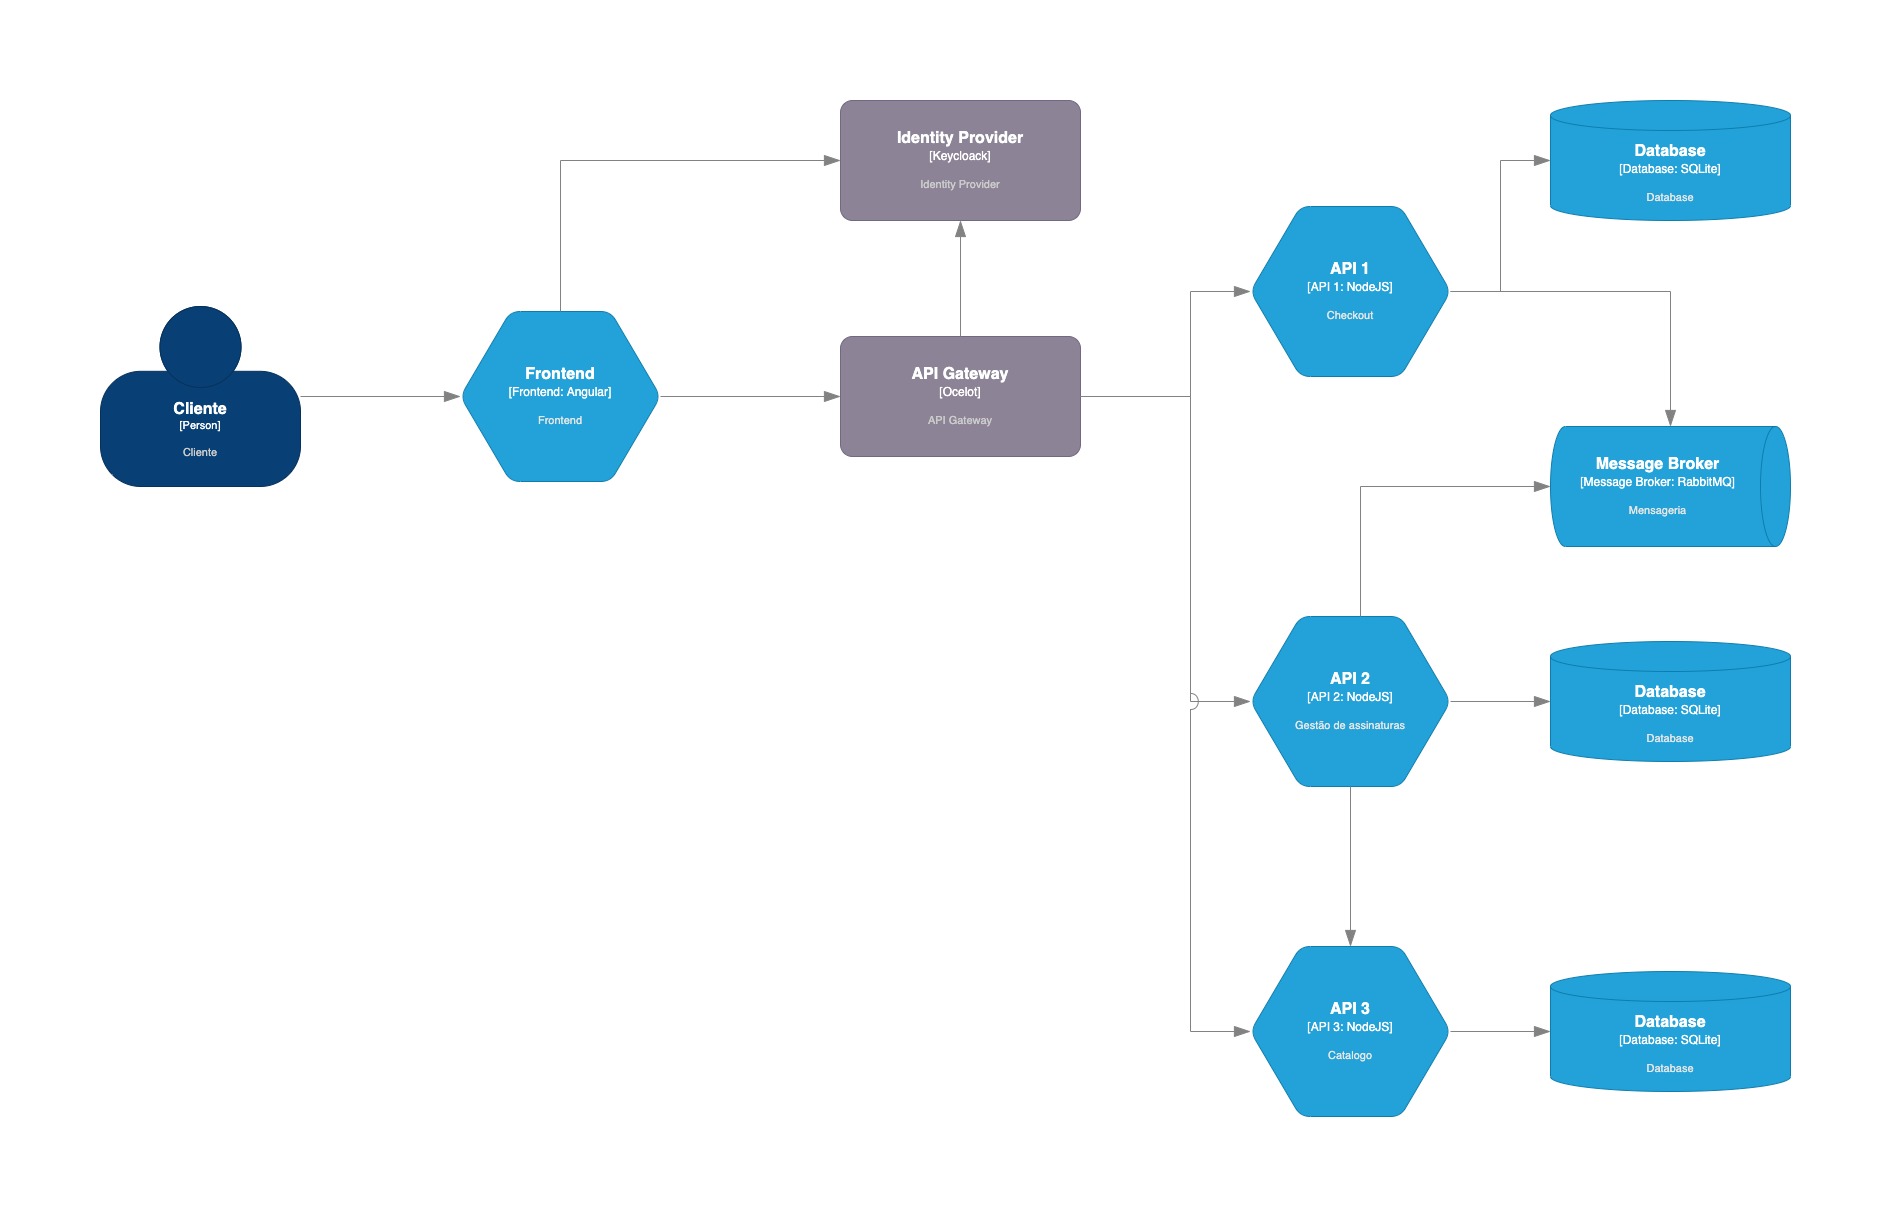 Identity Provider
[Keycloack]
Identity Provider
Database
[Database: SQLite]
Database
API 1
[API 1: NodeJS]
Checkout
Cliente
[Person]
Cliente
Frontend
[Frontend: Angular]
Frontend
API Gateway
[Ocelot]
API Gateway
Message Broker
[Message Broker: RabbitMQ]
Mensageria
API 2
[API 2: NodeJS]
Gestão de assinaturas
Database
[Database: SQLite]
Database
API 3
[API 3: NodeJS]
Catalogo
Database
[Database: SQLite]
Database